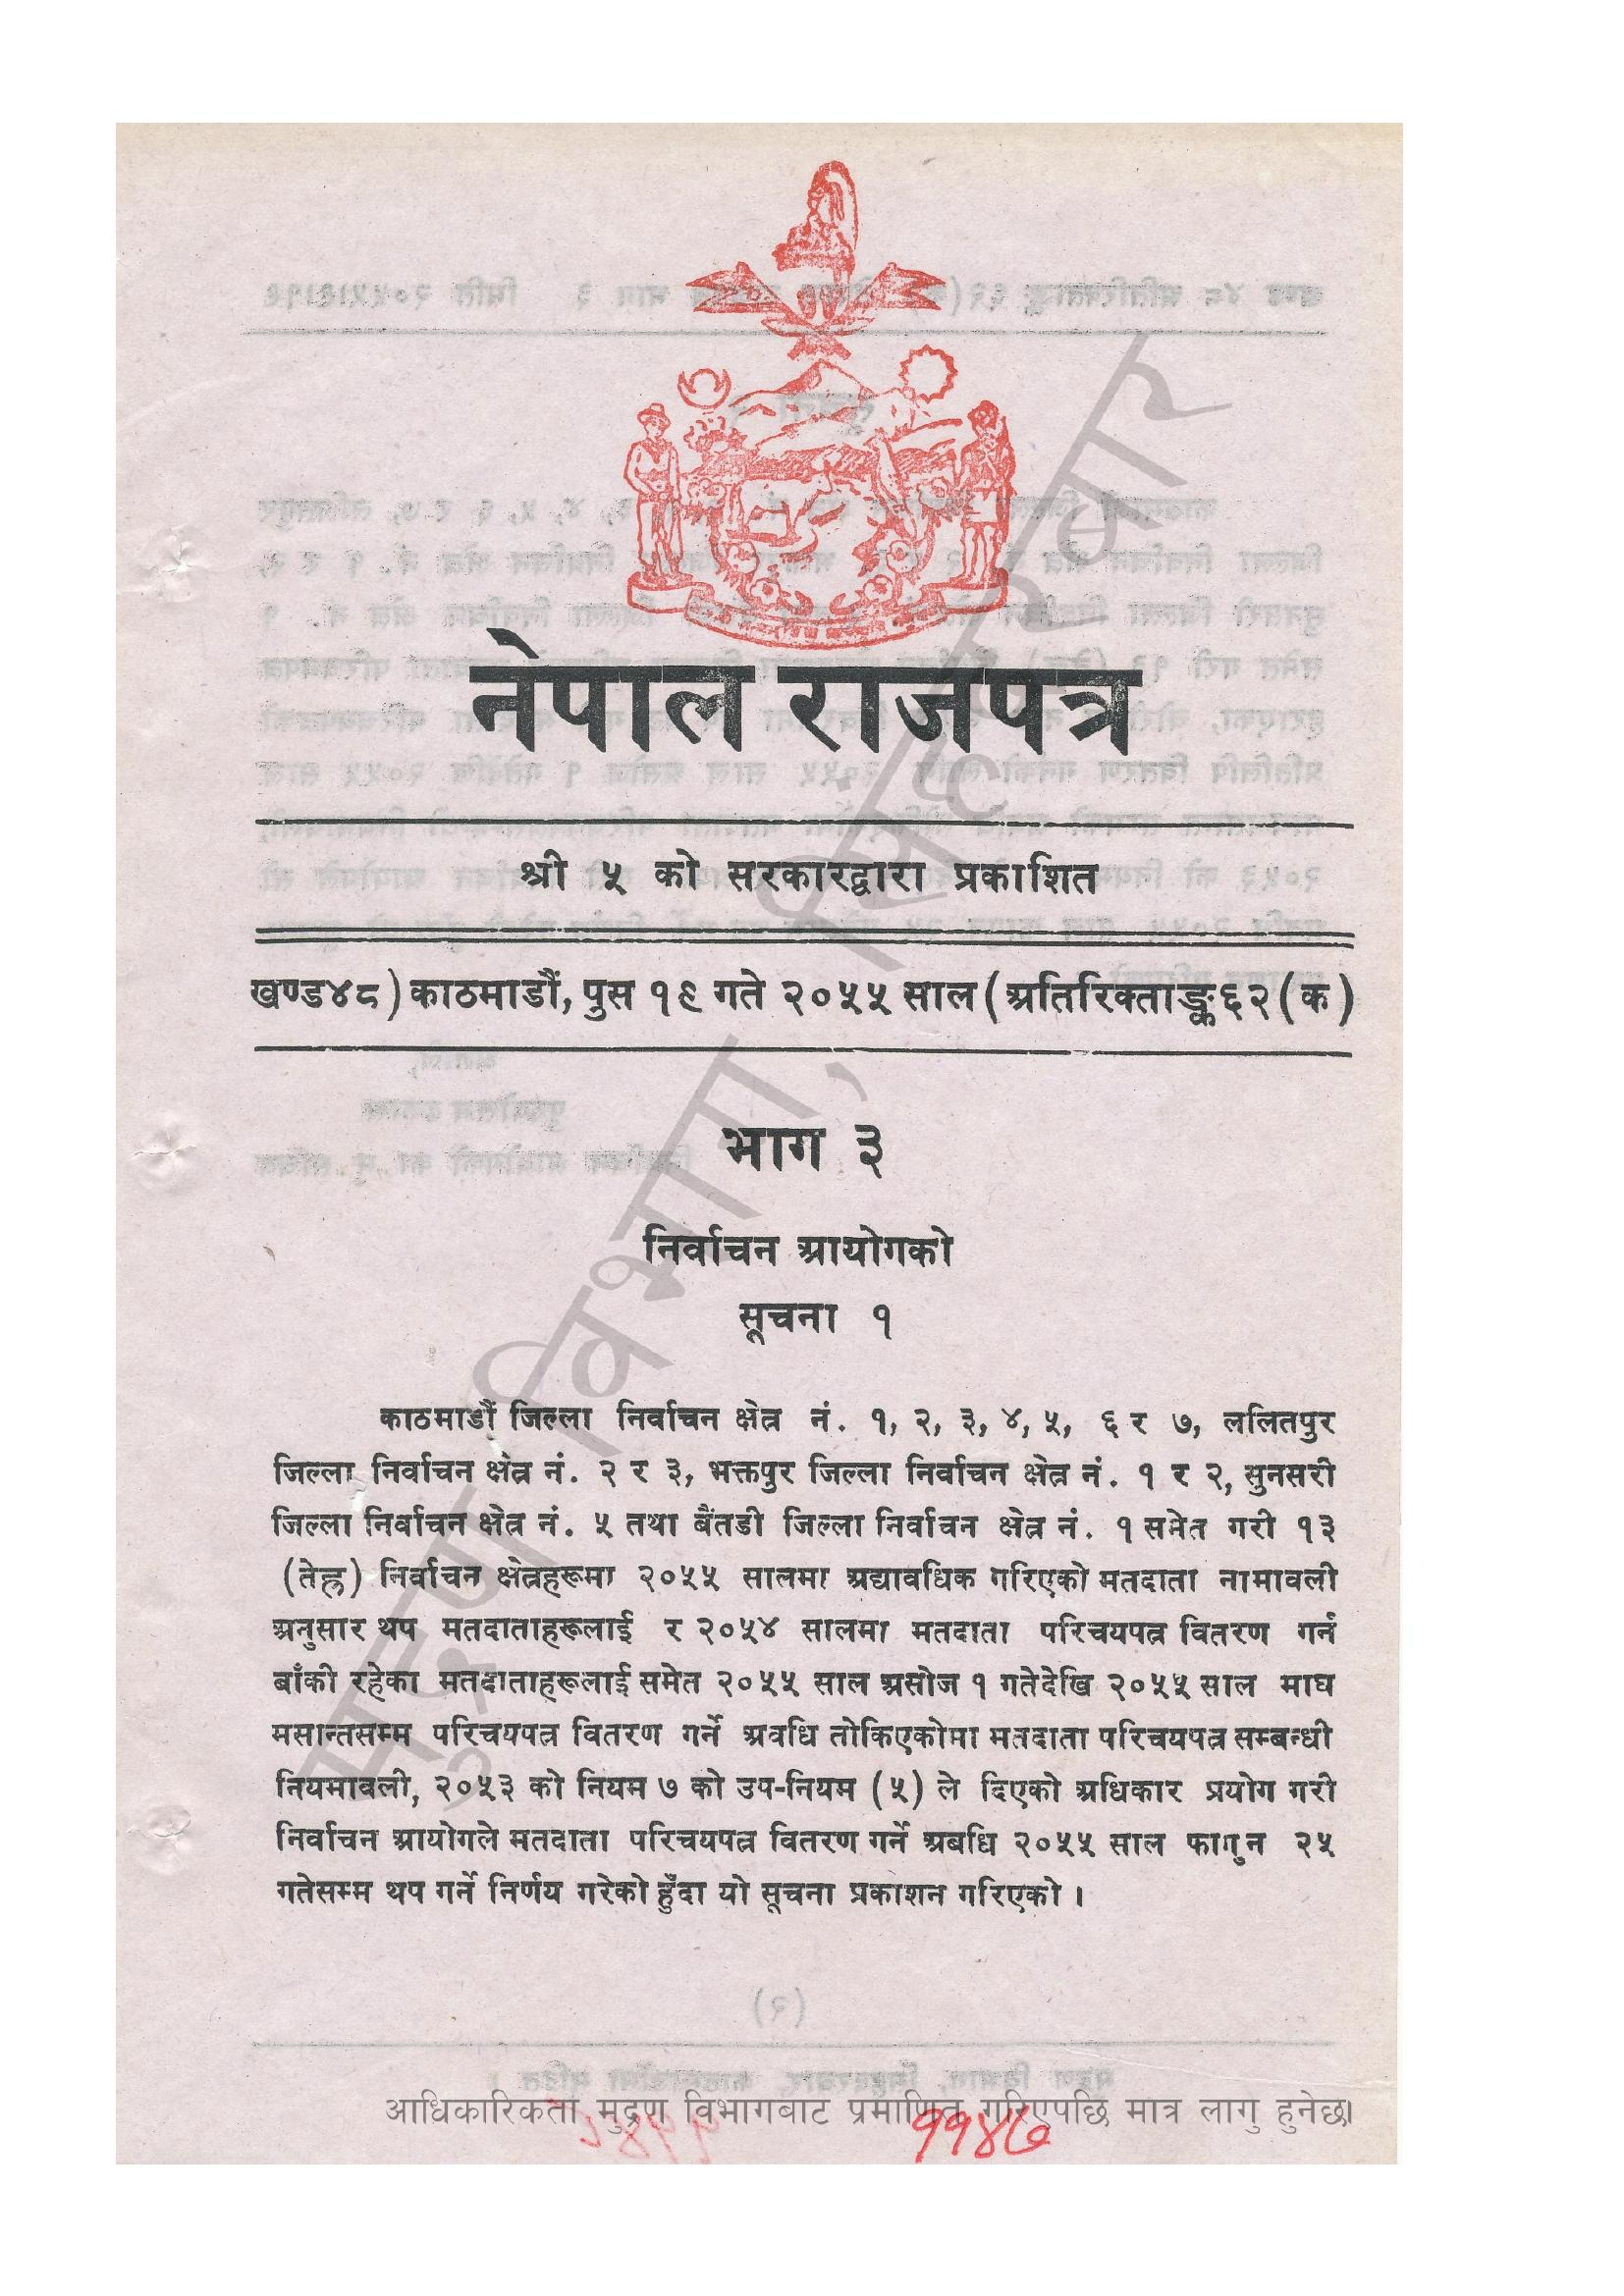 नेपाल राजपत्र
श्री ५ को सरकारद्वारा प्रकाशित
खण्ड४८) काठमाडौं, पुस १९ गते २०५५ साल (अतिरिक्ताङ्क६२(क)
भाग ३
निर्वाचन आयोगको
सूचना १
काठमाडौं जिल्ला निर्वाचन क्षेत्र नं. १, २, ३, ४, ५, ६ र ७, ललितपुर
जिल्ला निर्वाचन क्षेत्र नं. २ र ३, भक्तपुर जिल्ला निर्वाचन क्षेत्र नं. १ र २, सुनसरी
जिल्ला निर्वाचन क्षेत्र नं. ५ तथा बैतडी जिल्ला निर्वाचन क्षेत्र नं. १ समेत गरी १३
(तेह्र) निर्वाचन क्षेत्रहरूमा २०५५ सालमा अद्यावधिक गरिएको मतदाता नामावली
अनुसार थप मतदाताहरूलाई र २०५४ सालमा मतदाता परिचयपत्र वितरण गर्न
बाँकी रहेका मतदाताहरूलाई समेत २०५५ साल असोज १ गतेदेखि २०५५ साल माघ
मसान्तसम्म परिचयपत्र वितरण गर्ने अवधि तोकिएकोमा मतदाता परिचयपत्र सम्बन्धी
नियमावली, २०५३ को नियम ७ को उप-नियम (५) ले दिएको अधिकार प्रयोग गरी
निर्वाचन आयोगले मतदाता परिचयपत्र वितरण गर्ने अबधि २०५५ साल फागुन २५
गतेसम्म थप गर्ने निर्णय गरेको हुँदा यो सूचना प्रकाशन गरिएको ।
मुद्रण विभाग, सिंहदरबार
आधिकारिकता मुद्रण विभागबाट प्रमाणित गरिएपछि मात्र लागु हुनेछ।
११४७